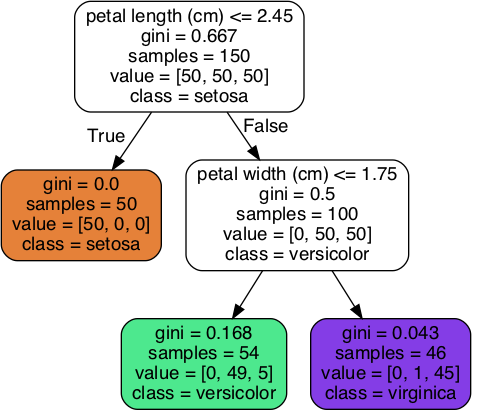 petal length (cm) <= 2.45
gini = 0.667
samples = 150
value = [50, 50, 50]
class = setosa
True
False
gini = 0.0
samples = 50
value = [50, 0, 0]
class = setosa
petal width (cm) <= 1.75
gini = 0.5
samples = 100
value = [0, 50, 50]
class = versicolor
gini = 0.168
samples = 54
value = [0, 49, 5]
class = versicolor
gini = 0.043
samples = 46
value = [0, 1, 45]
class = virginica